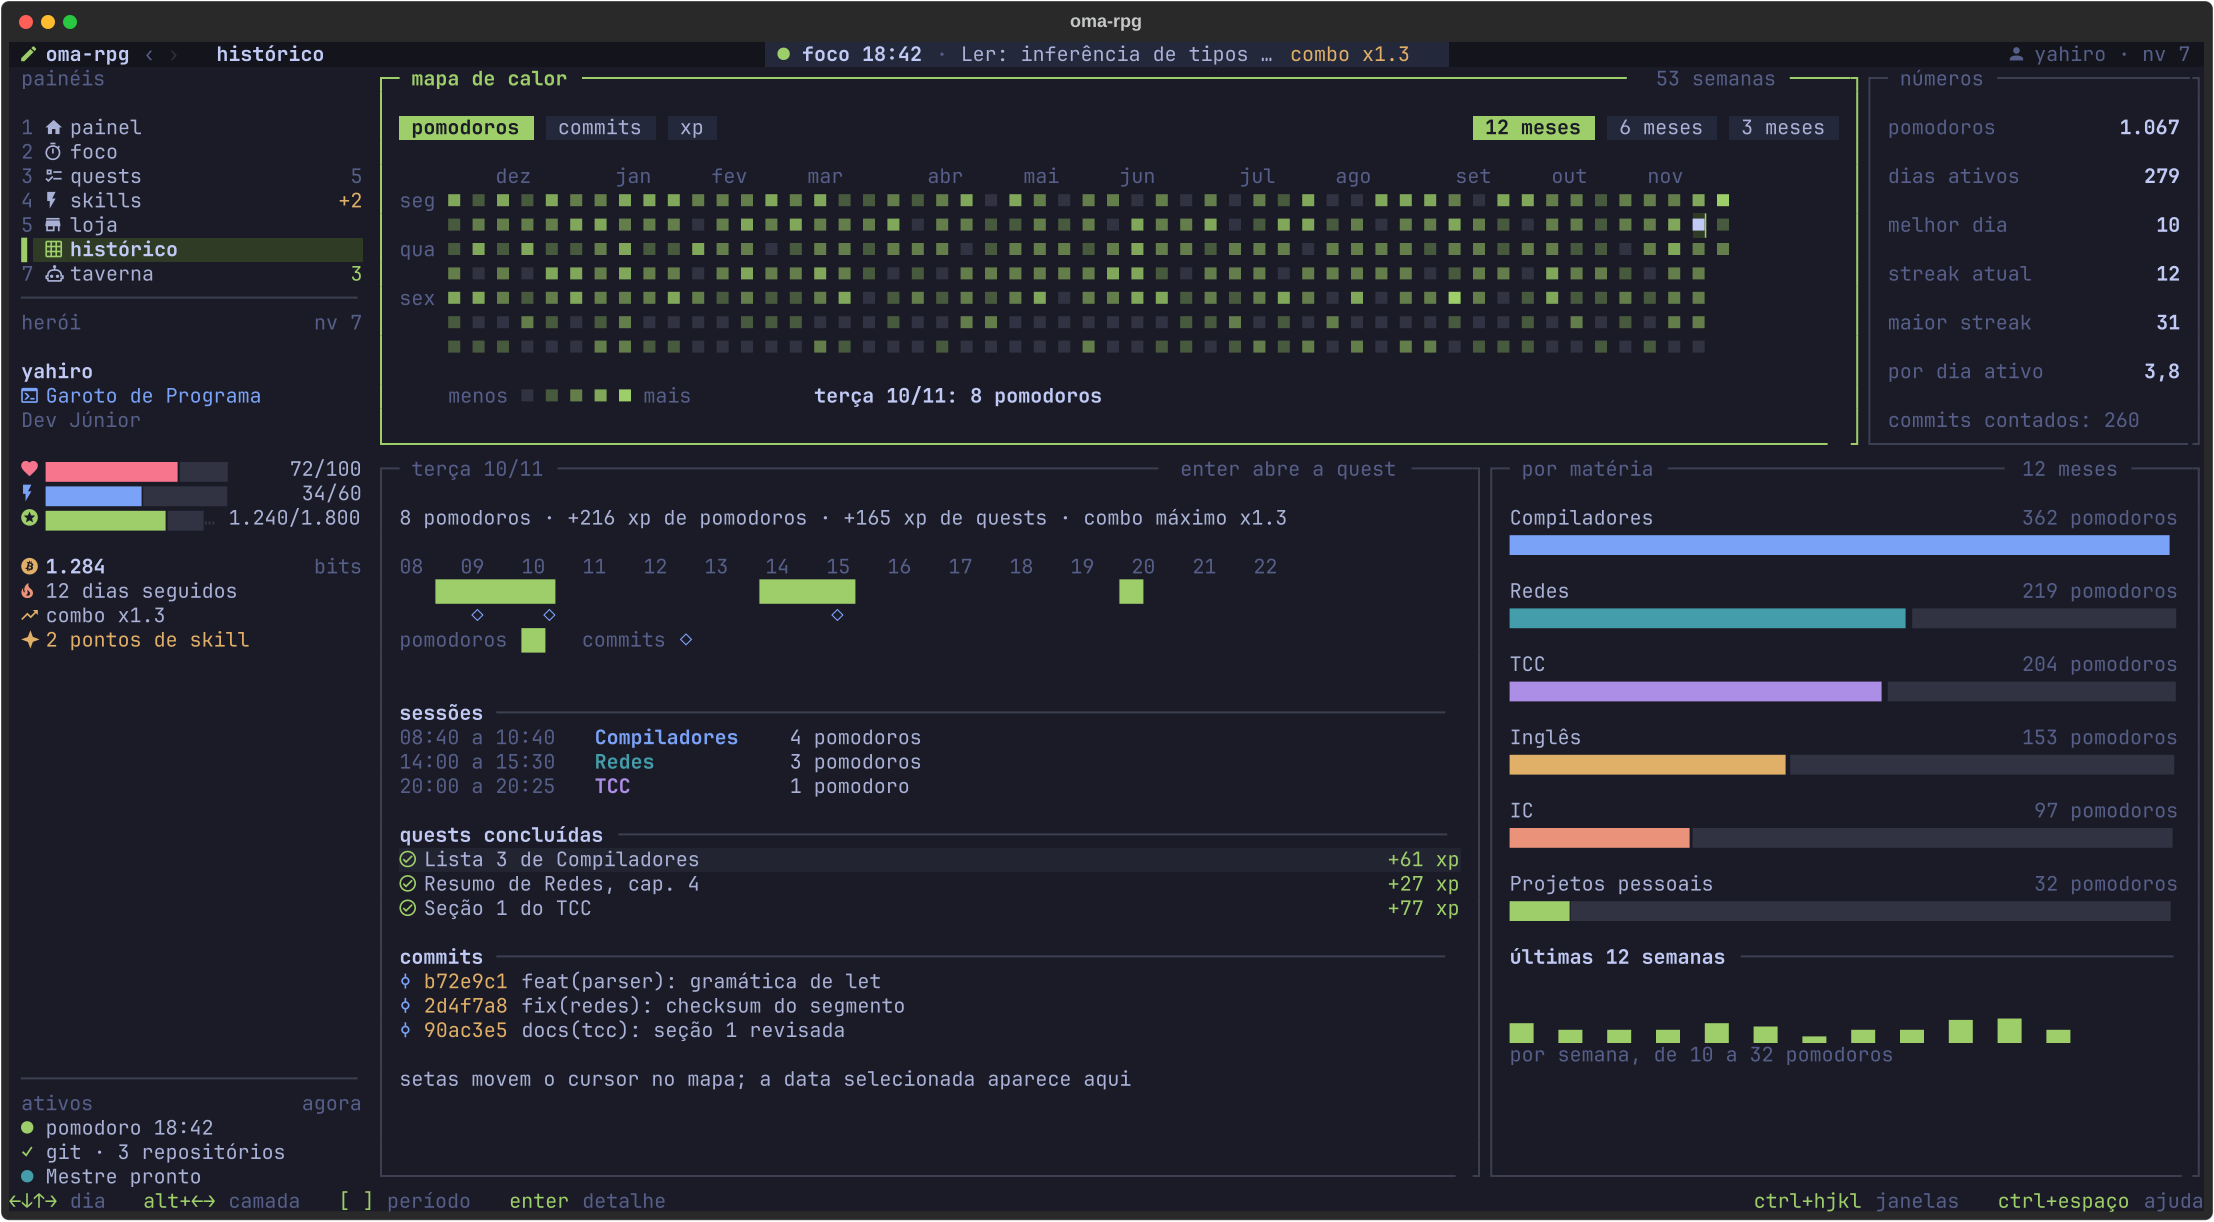 oma-rpg
oma-rpg ‹ › histórico
foco 18:42 · Ler: inferência de tipos … combo x1.3
yahiro · nv 7
painéis
1 painel
2 foco
3 quests 5
4 skills +2
5 loja
histórico
7 taverna 3
herói nv 7
yahiro
Garoto de Programa
Dev Júnior
72/100
34/60
… 1.240/1.800
1.284 bits
12 dias seguidos
combo x1.3
2 pontos de skill
ativos agora
pomodoro 18:42
git · 3 repositórios
Mestre pronto
mapa de calor 53 semanas
pomodoros commits xp 12 meses 6 meses 3 meses
dez jan fev mar abr mai jun jul ago set out nov
seg
qua
sex
menos mais terça 10/11: 8 pomodoros
números
pomodoros 1.067
dias ativos 279
melhor dia 10
streak atual 12
maior streak 31
por dia ativo 3,8
commits contados: 260
terça 10/11 enter abre a quest
8 pomodoros · +216 xp de pomodoros · +165 xp de quests · combo máximo x1.3
08 09 10 11 12 13 14 15 16 17 18 19 20 21 22
pomodoros commits
sessões
08:40 a 10:40 Compiladores 4 pomodoros
14:00 a 15:30 Redes 3 pomodoros
20:00 a 20:25 TCC 1 pomodoro
quests concluídas
Lista 3 de Compiladores +61 xp
Resumo de Redes, cap. 4 +27 xp
Seção 1 do TCC +77 xp
commits
b72e9c1 feat(parser): gramática de let
2d4f7a8 fix(redes): checksum do segmento
90ac3e5 docs(tcc): seção 1 revisada
setas movem o cursor no mapa; a data selecionada aparece aqui
por matéria 12 meses
Compiladores 362 pomodoros
Redes 219 pomodoros
TCC 204 pomodoros
Inglês 153 pomodoros
IC 97 pomodoros
Projetos pessoais 32 pomodoros
últimas 12 semanas
por semana, de 10 a 32 pomodoros
←↓↑→ dia alt+←→ camada [ ] período enter detalhe ctrl+hjkl janelas ctrl+espaço ajuda